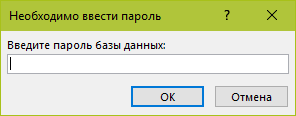 Необходимо ввести пароль ? ×
Введите пароль базы данных:
ОК Отмена